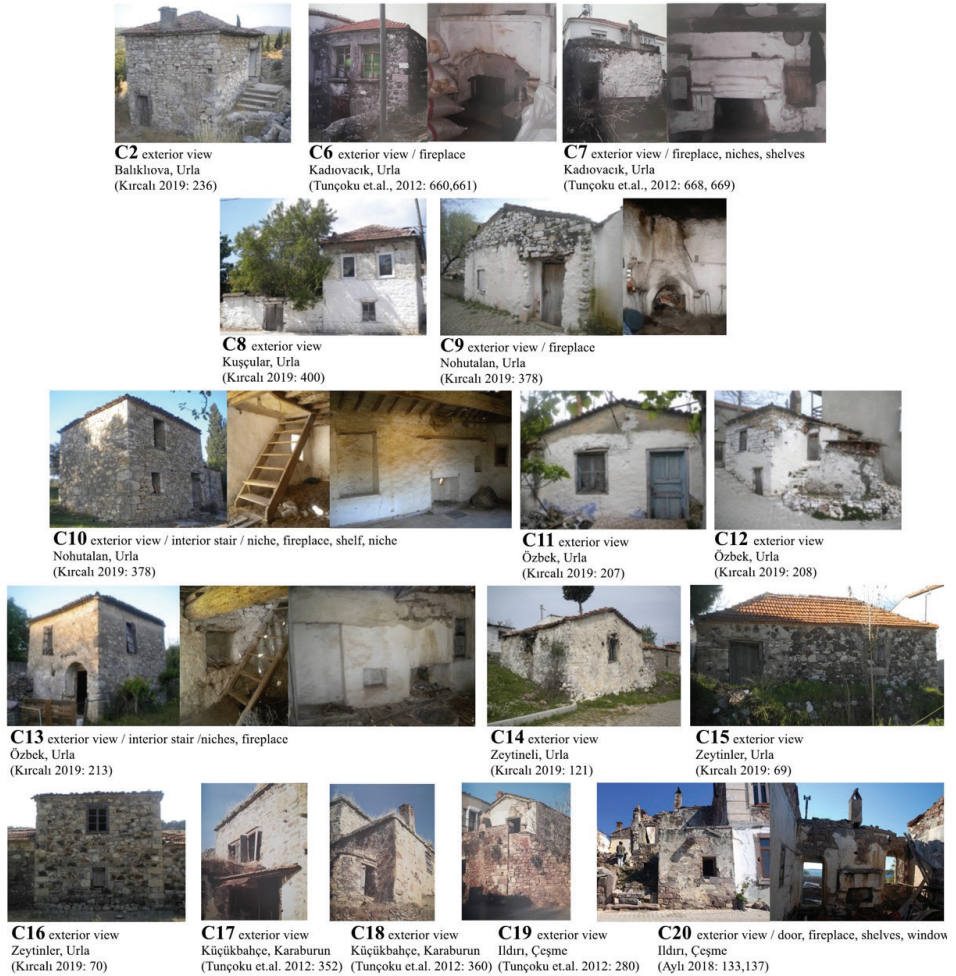 C2 exterior view
Balıklıova, Urla
(Kırcalı 2019: 236)
C6 exterior view / fireplace
Kadıovacık, Urla
(Tunçoku et.al., 2012: 660,661)
C7 exterior view / fireplace, niches, shelves
Kadıovacık, Urla
(Tunçoku et.al., 2012: 668, 669)
C8 exterior view
Kuşçular, Urla
(Kırcalı 2019: 400)
C9 exterior view / fireplace
Nohutalan, Urla
(Kırcalı 2019: 378)
C10 exterior view / interior stair / niche, fireplace, shelf, niche
Nohutalan, Urla
(Kırcalı 2019: 378)
C11 exterior view
Özbek, Urla
(Kırcalı 2019: 207)
C12 exterior view
Özbek, Urla
(Kırcalı 2019: 208)
C13 exterior view / interior stair /niches, fireplace
Özbek, Urla
(Kırcalı 2019: 213)
C14 exterior view
Zeytineli, Urla
(Kırcalı 2019: 121)
C15 exterior view
Zeytinler, Urla
(Kırcalı 2019: 69)
C16 exterior view
Zeytinler, Urla
(Kırcalı 2019: 70)
C17 exterior view
Küçükbahçe, Karaburun
(Tunçoku et.al. 2012: 352)
C18 exterior view
Küçükbahçe, Karaburun
(Tunçoku et.al. 2012: 360)
C19 exterior view
Ildırı, Çeşme
(Tunçoku et.al. 2012: 280)
C20 exterior view / door, fireplace, shelves, window
Ildırı, Çeşme
(Aylı 2018: 133,137)